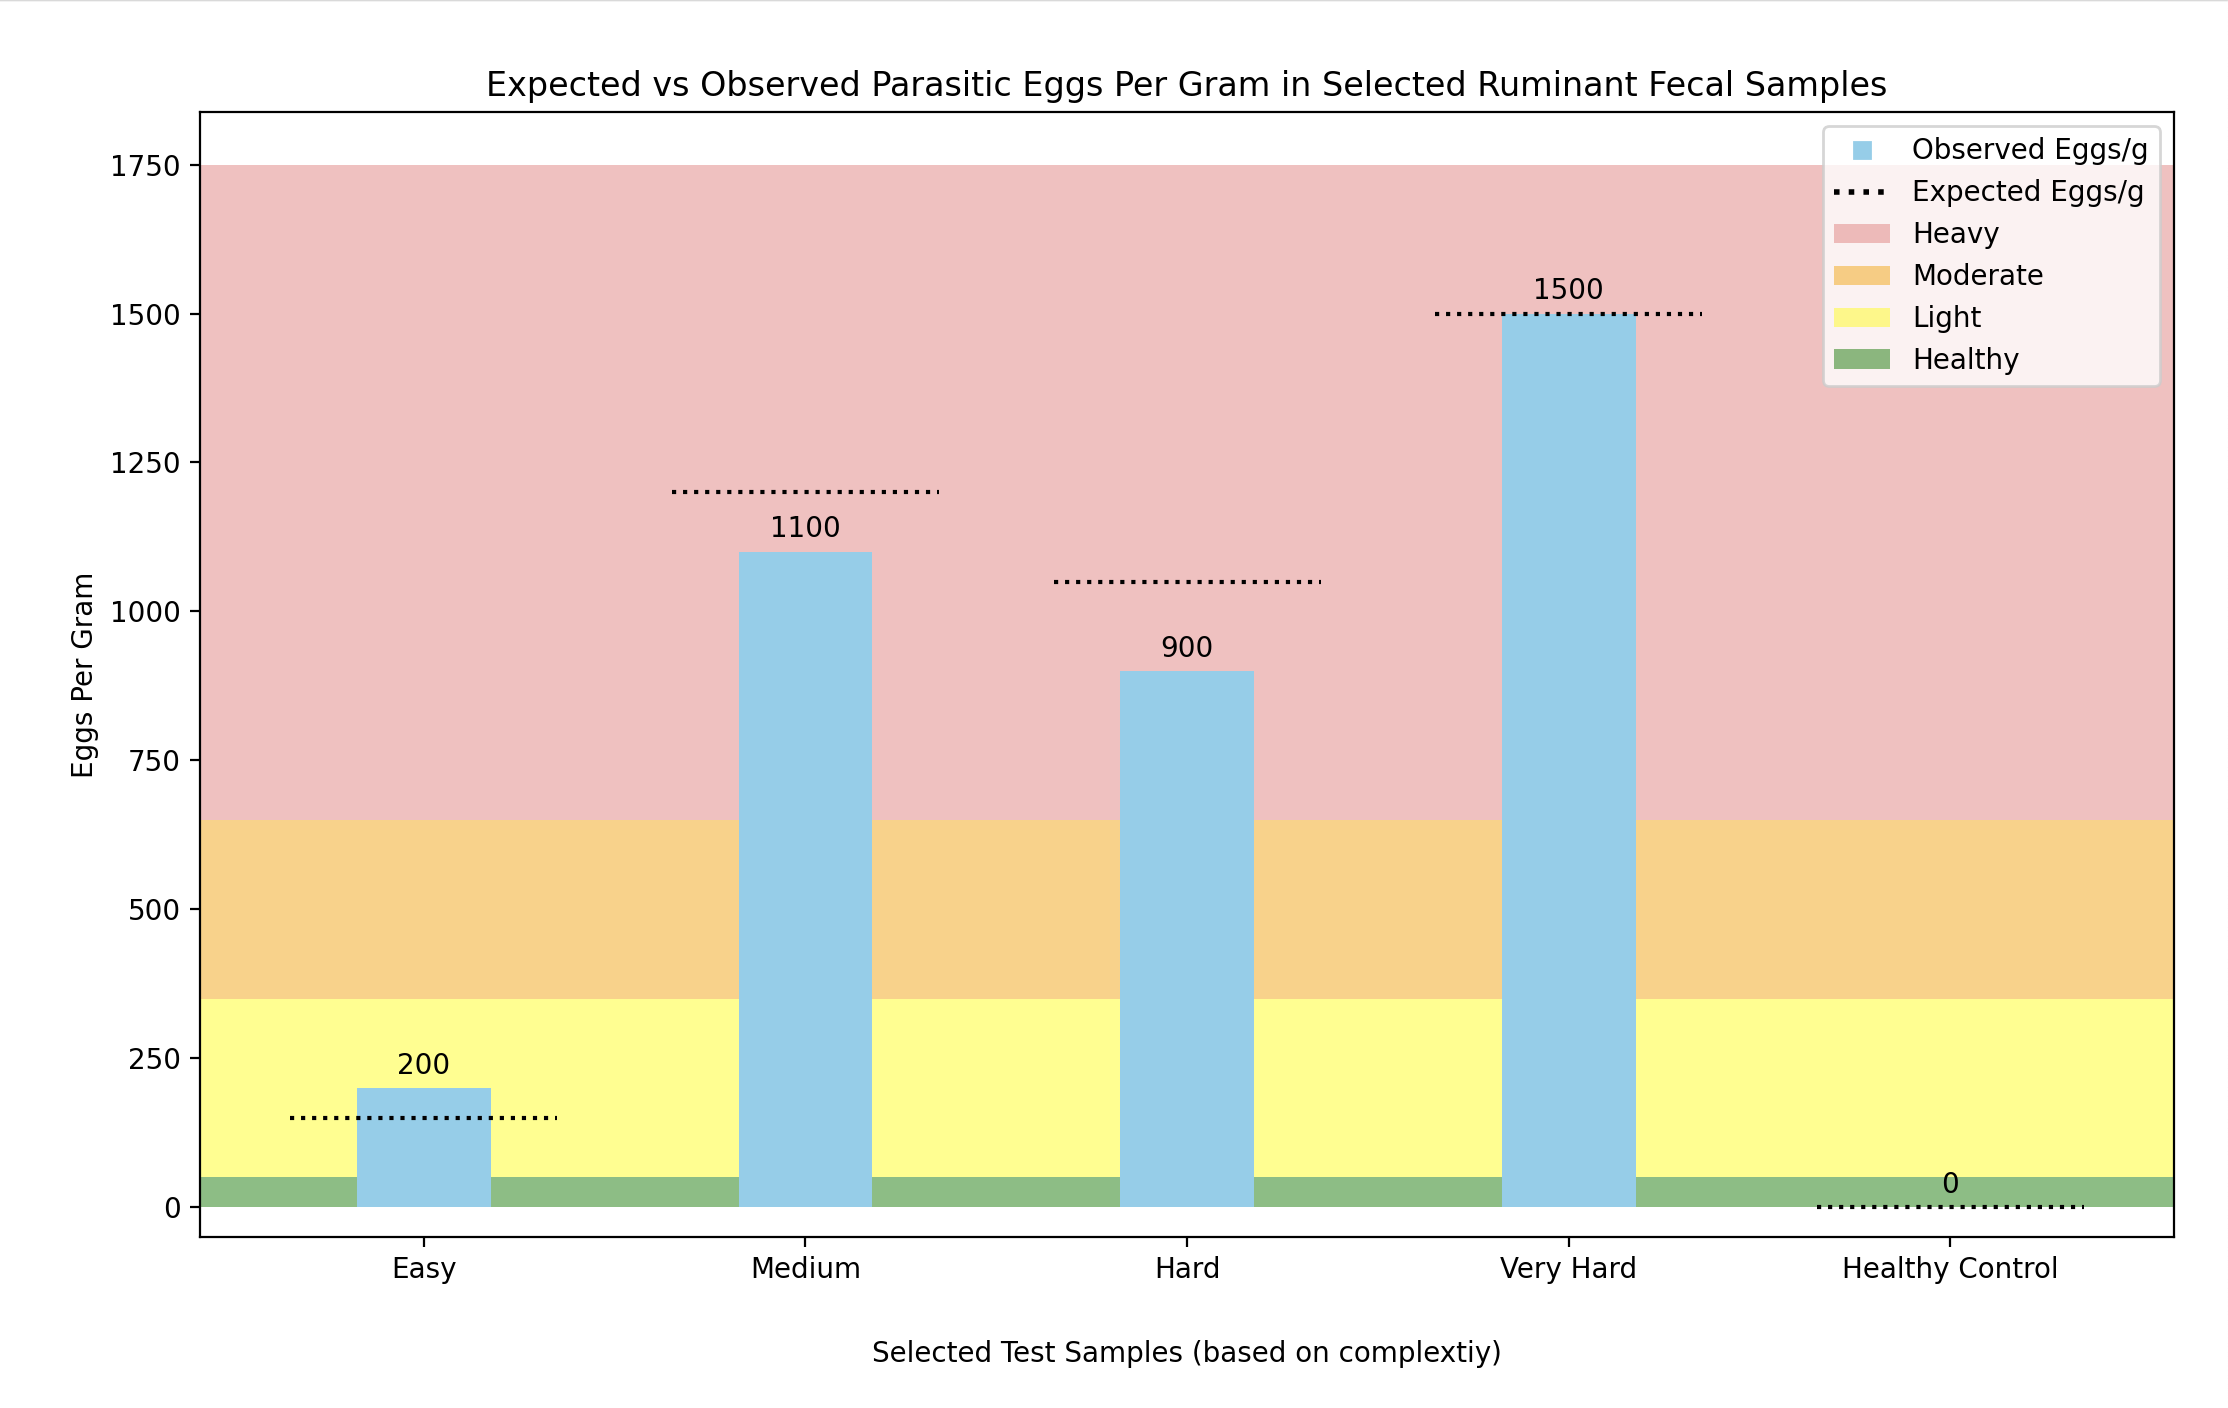 Expected vs Observed Parasitic Eggs Per Gram in Selected Ruminant Fecal Samples
Observed Eggs/g
Expected Eggs/g
Heavy
Moderate
Light
Healthy
Eggs Per Gram
1750
1500
1250
1000
750
500
250
0
200
1100
900
1500
0
Easy
Medium
Hard
Very Hard
Healthy Control
Selected Test Samples (based on complextiy)